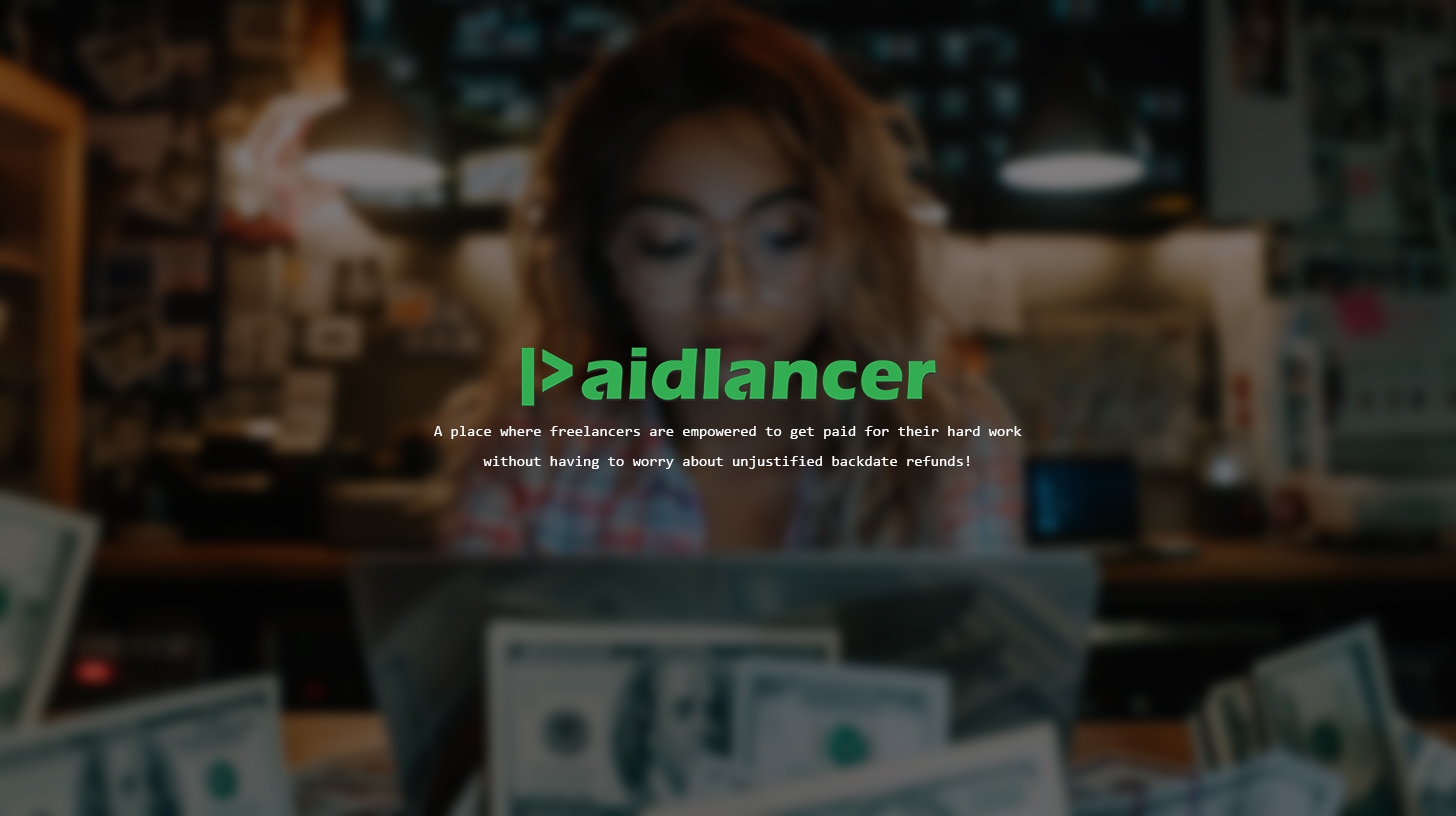 Paidlancer
A place where freelancers are empowered to get paid for their hard work
without having to worry about unjustified backdate refunds!